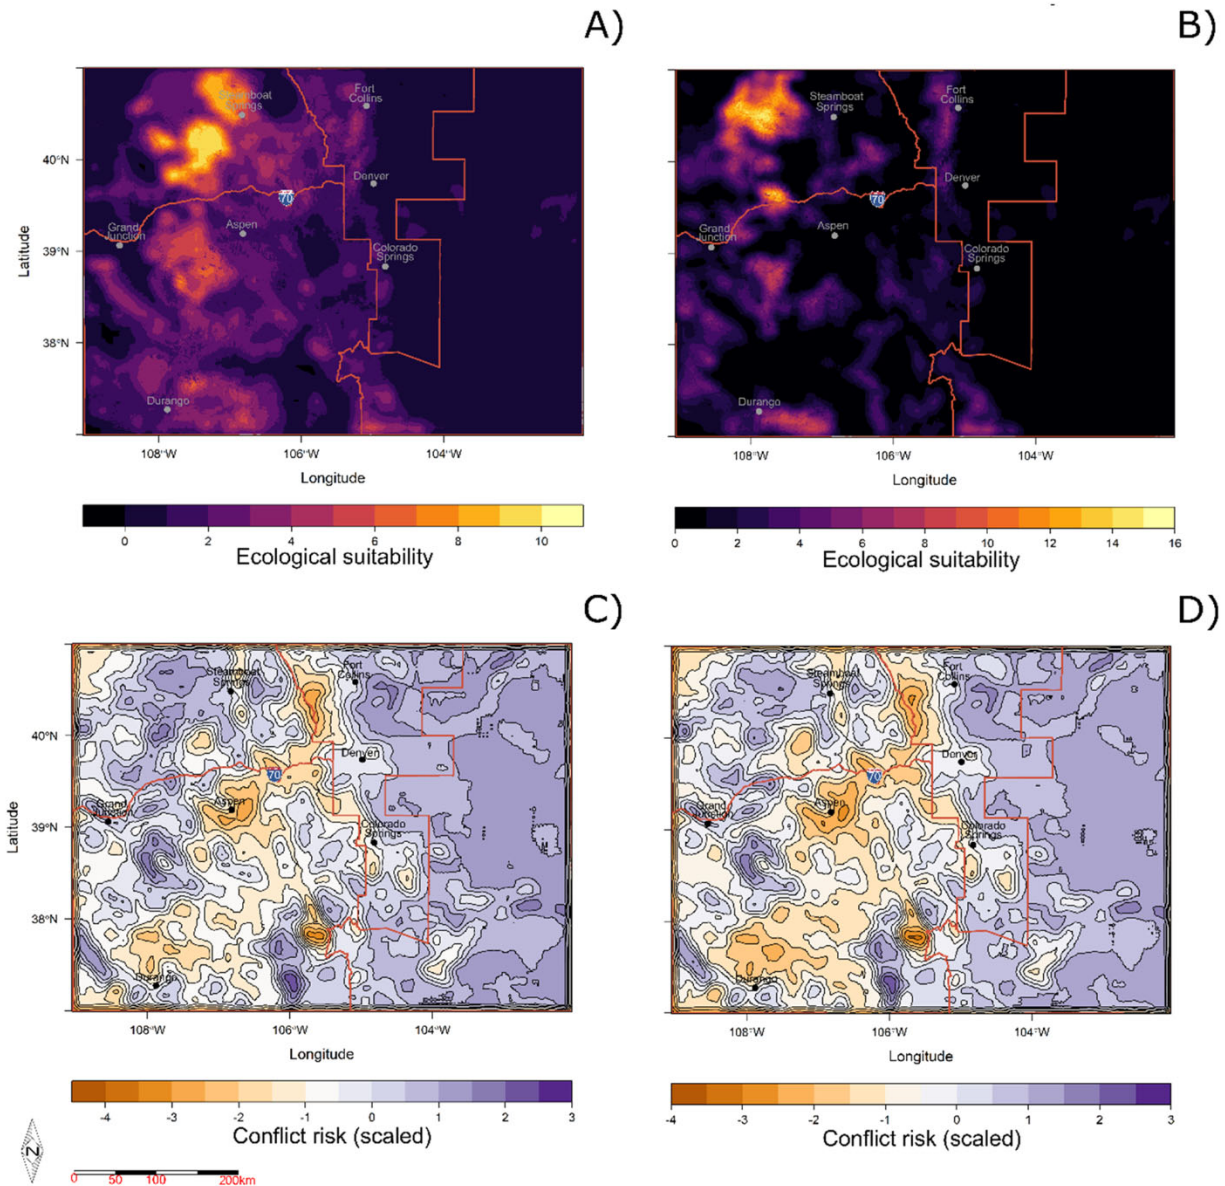 A)
B)
Steamboat
Springs
Fort
Collins
Denver
70
Grand
Junction
Aspen
Colorado
Springs
Durango
40°N
39°N
38°N
Latitude
108°W
106°W
104°W
Longitude
0
2
4
6
8
10
Ecological suitability
Steamboat
Springs
Fort
Collins
Denver
70
Grand
Junction
Aspen
Colorado
Springs
Durango
108°W
106°W
104°W
Longitude
0
2
4
6
8
10
12
14
16
Ecological suitability
C)
D)
Steamboat
Springs
Fort
Collins
Denver
70
Grand
Junction
Aspen
Colorado
Springs
Durango
40°N
39°N
38°N
Latitude
108°W
106°W
104°W
Longitude
-4
-3
-2
-1
0
1
2
3
Conflict risk (scaled)
Steamboat
Springs
Fort
Collins
Denver
70
Grand
Junction
Aspen
Colorado
Springs
Durango
108°W
106°W
104°W
Longitude
-4
-3
-2
-1
0
1
2
3
Conflict risk (scaled)
N
0
50
100
200km